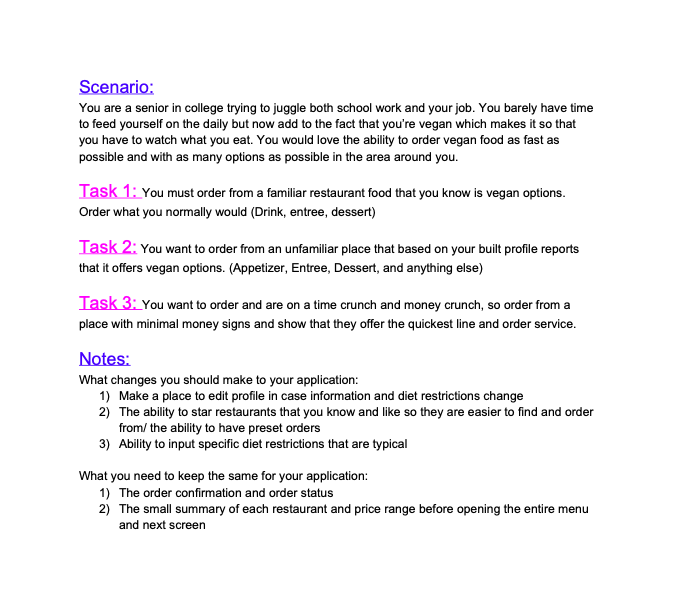 Scenario:
You are a senior in college trying to juggle both school work and your job. You barely have time
to feed yourself on the daily but now add to the fact that you’re vegan which makes it so that
you have to watch what you eat. You would love the ability to order vegan food as fast as
possible and with as many options as possible in the area around you.
Task 1: You must order from a familiar restaurant food that you know is vegan options.
Order what you normally would (Drink, entree, dessert)
Task 2: You want to order from an unfamiliar place that based on your built profile reports
that it offers vegan options. (Appetizer, Entree, Dessert, and anything else)
Task 3: You want to order and are on a time crunch and money crunch, so order from a
place with minimal money signs and show that they offer the quickest line and order service.
Notes:
What changes you should make to your application:
1) Make a place to edit profile in case information and diet restrictions change
2) The ability to star restaurants that you know and like so they are easier to find and order
from/ the ability to have preset orders
3) Ability to input specific diet restrictions that are typical
What you need to keep the same for your application:
1) The order confirmation and order status
2) The small summary of each restaurant and price range before opening the entire menu
and next screen